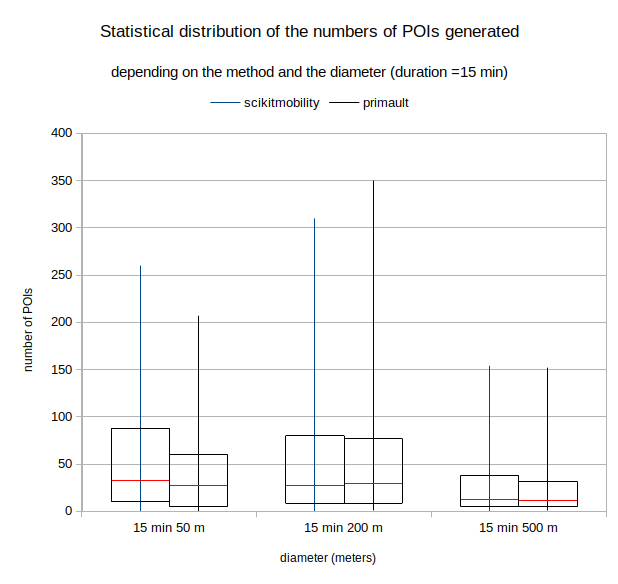 Statistical distribution of the numbers of POIs generated
depending on the method and the diameter (duration =15 min)
scikitmobility primault
400
350
300
250
200
150
100
50
0
number of POIs
15 min 50 m 15 min 200 m 15 min 500 m
diameter (meters)